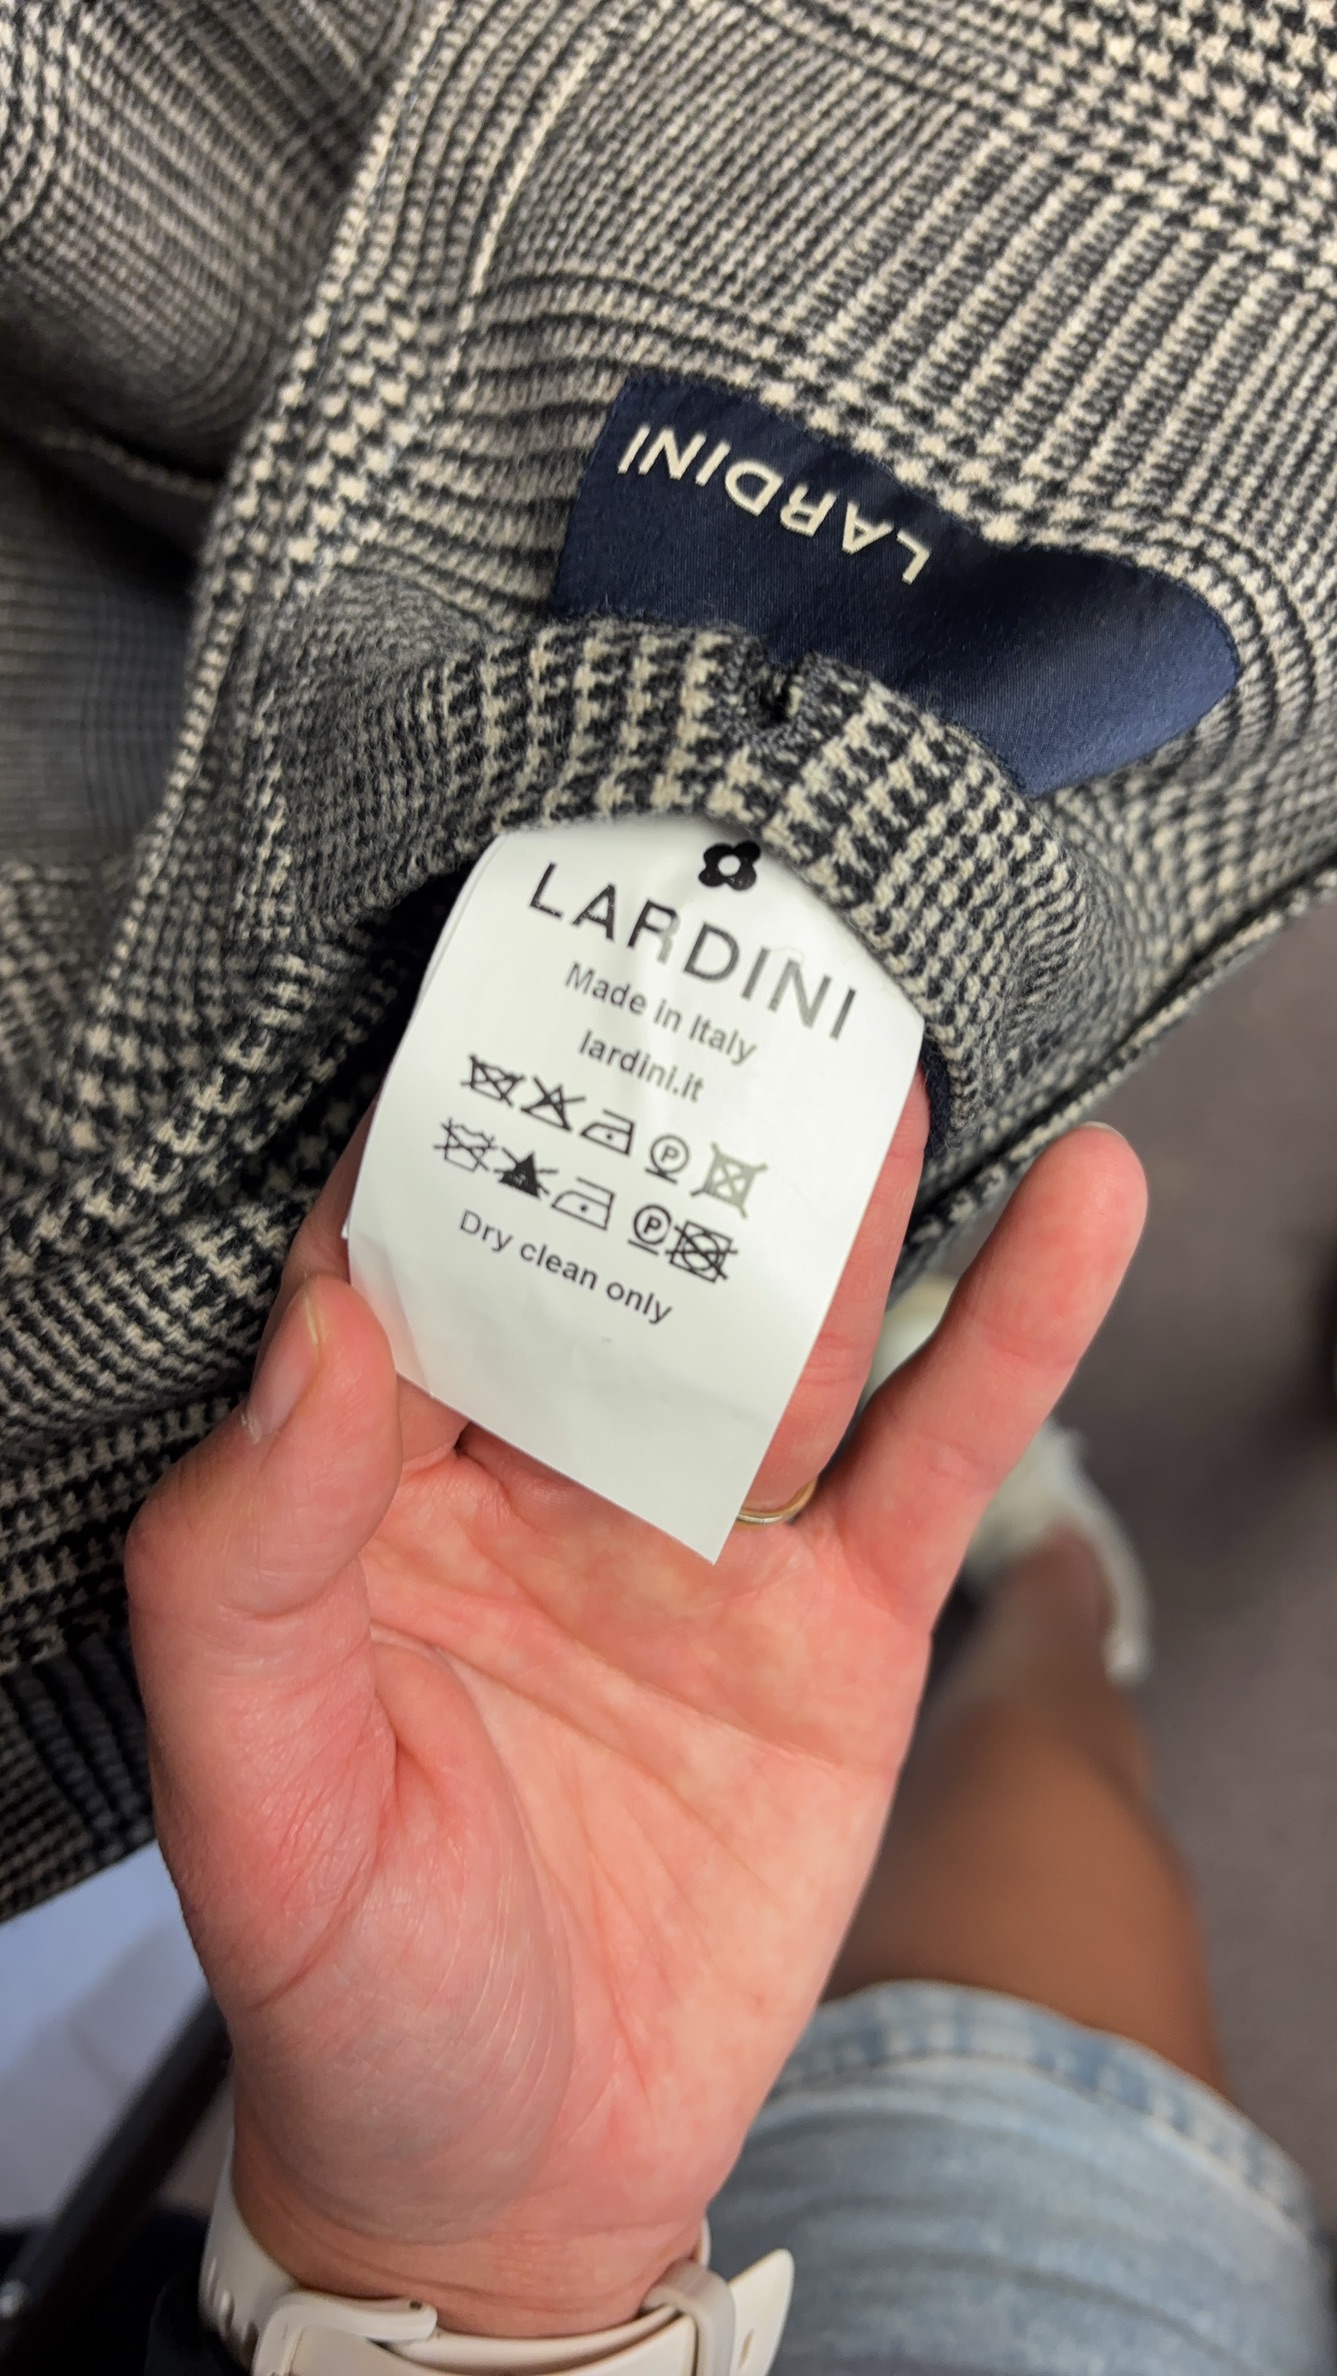 LARDINI
LARDINI
Made in Italy
lardini.it
P
P
Dry clean only